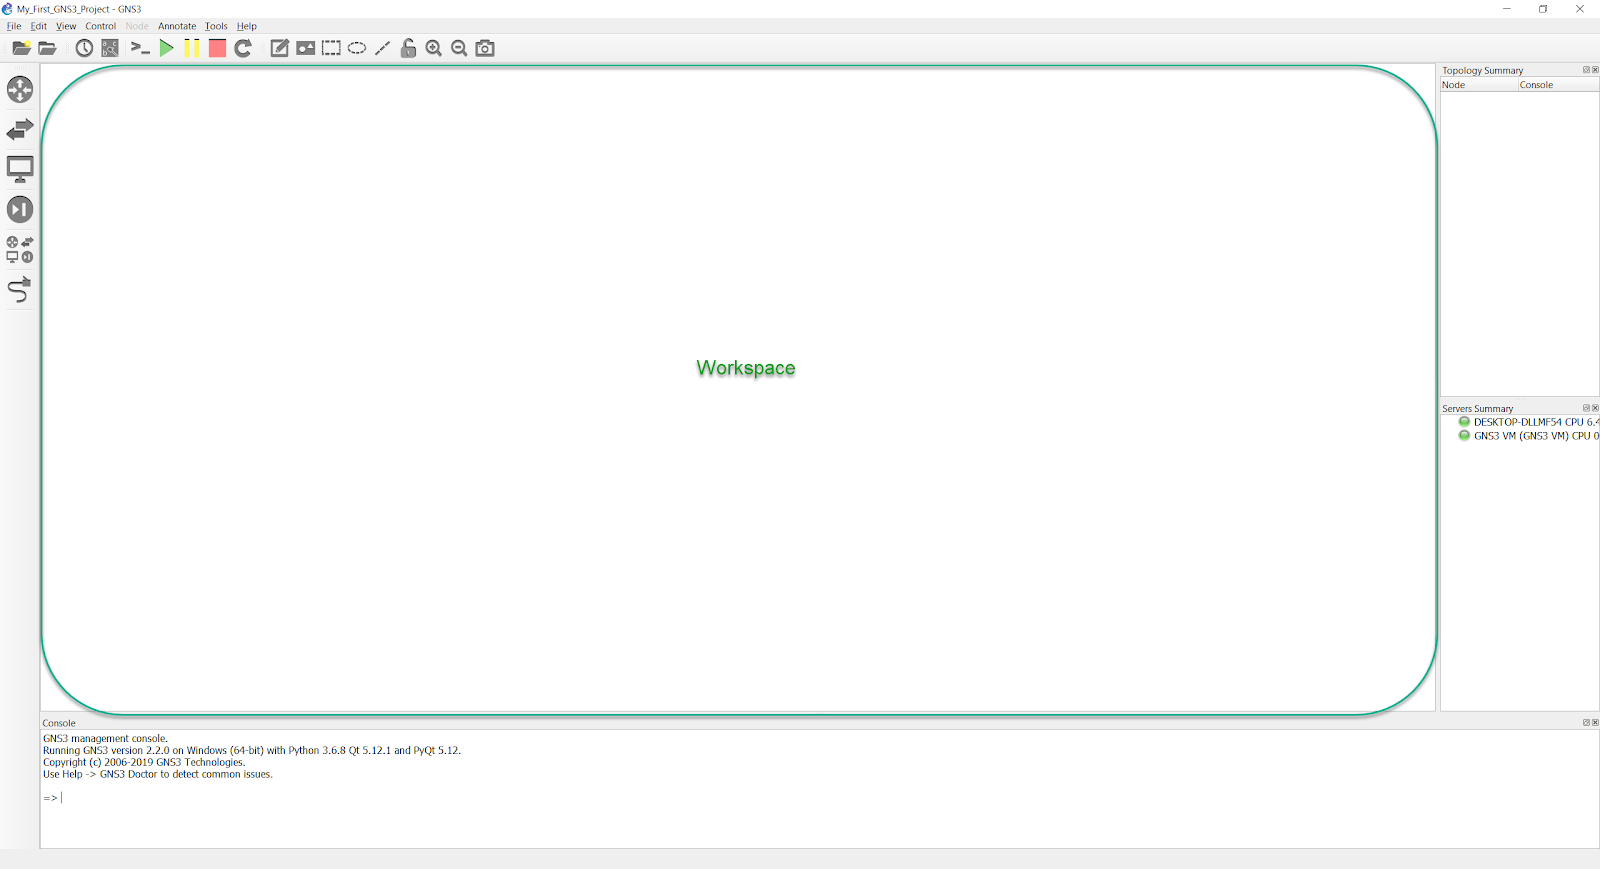 My_First_GNS3_Project - GNS3
File Edit View Control Node Annotate Tools Help
Topology Summary
Node Console
Workspace
Servers Summary
DESKTOP-DLLMF54 CPU 6.4
GNS3 VM (GNS3 VM) CPU 0
Console
GNS3 management console.
Running GNS3 version 2.2.0 on Windows (64-bit) with Python 3.6.8 Qt 5.12.1 and PyQt 5.12.
Copyright (c) 2006-2019 GNS3 Technologies.
Use Help -> GNS3 Doctor to detect common issues.
=>